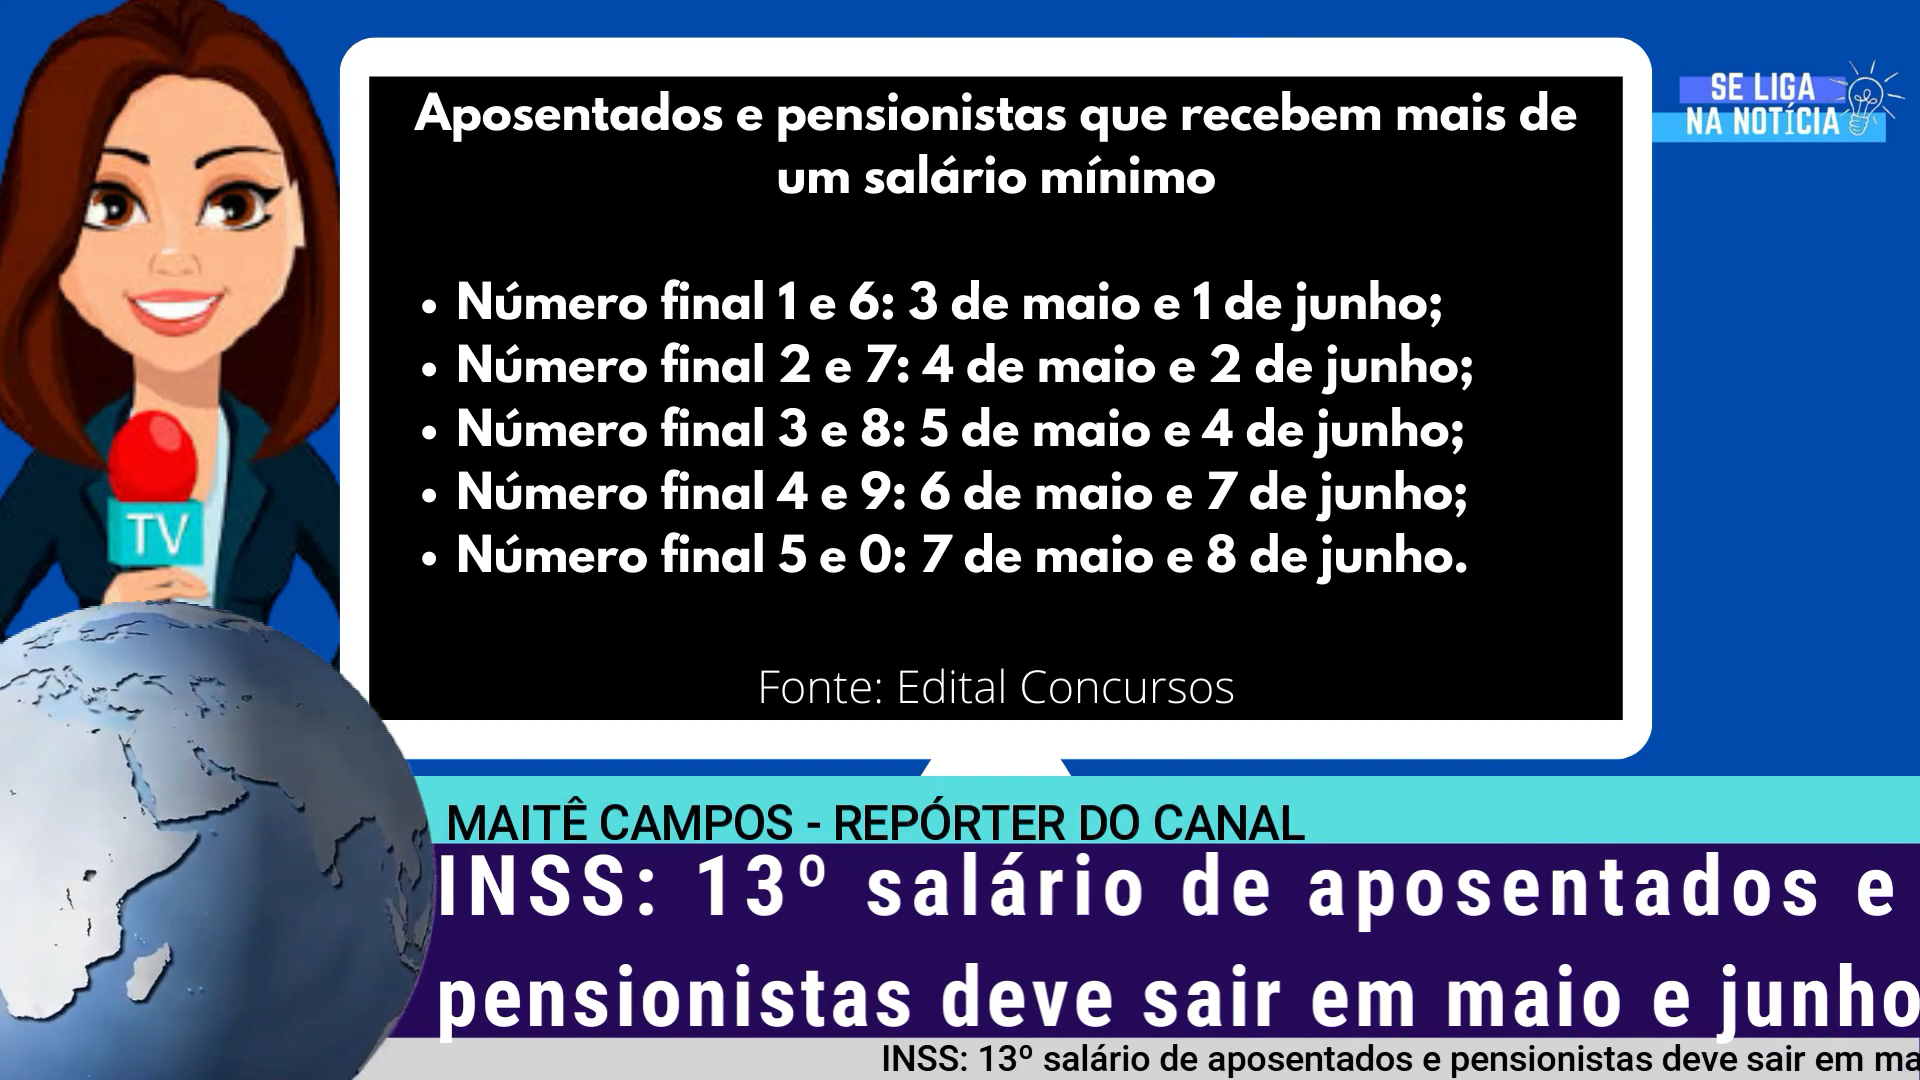 Aposentados e pensionistas que recebem mais de
um salário mínimo
SE LIGA
NA NOTÍCIA
• Número final 1 e 6: 3 de maio e 1 de junho;
• Número final 2 e 7: 4 de maio e 2 de junho;
• Número final 3 e 8: 5 de maio e 4 de junho;
• Número final 4 e 9: 6 de maio e 7 de junho;
• Número final 5 e 0: 7 de maio e 8 de junho.
TV
Fonte: Edital Concursos
MAITÊ CAMPOS - REPÓRTER DO CANAL
INSS: 13º salário de aposentados e
pensionistas deve sair em maio e junho
INSS: 13º salário de aposentados e pensionistas deve sair em ma